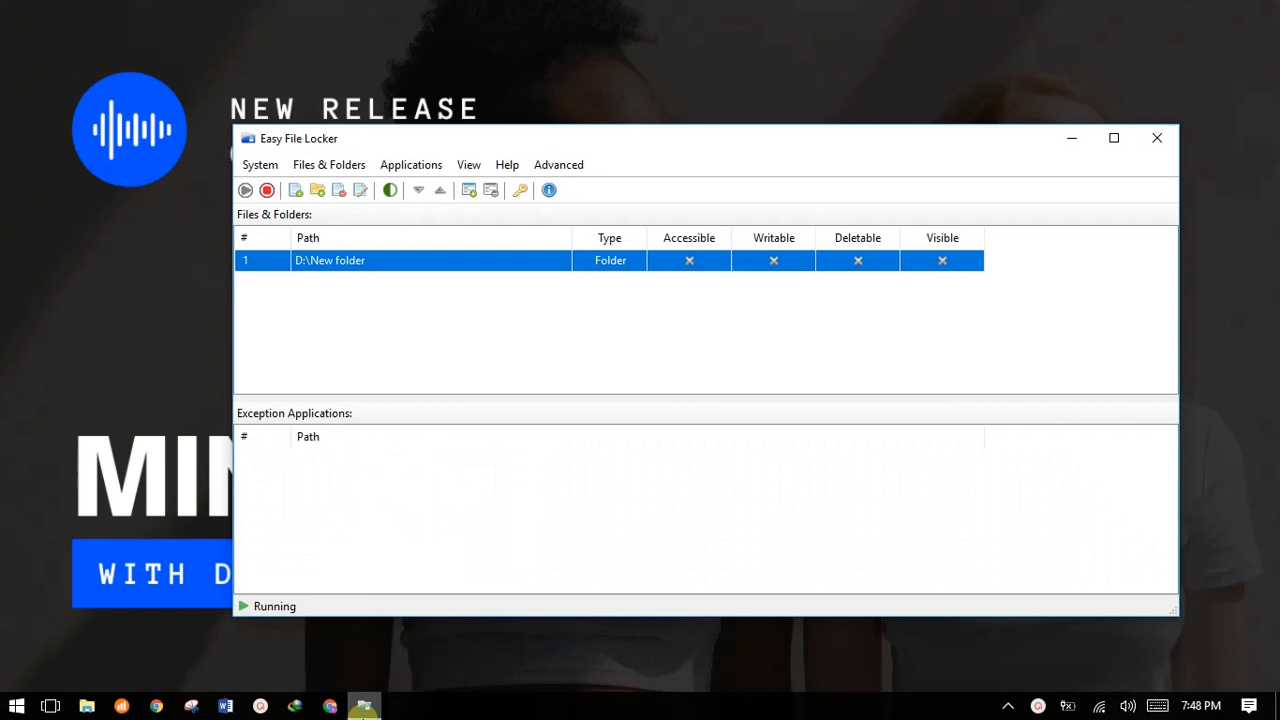 NEW RELEASE
Easy File Locker
System Files & Folders Applications View Help Advanced
Files & Folders:
# Path Type Accessible Writable Deletable Visible
1 D:\New folder Folder
Exception Applications:
# Path
MIN
WITH D
Running
7:48 PM